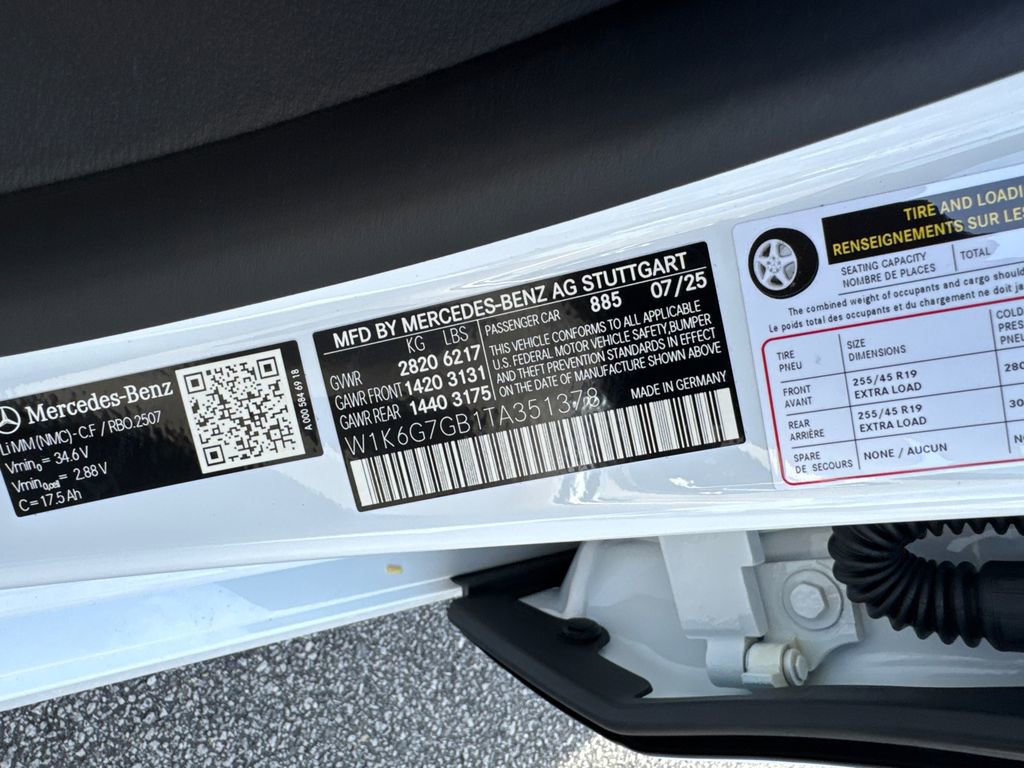 Mercedes-Benz
LiMM(NMC)-C.F / RBO.2507
Vmin₀ = 34.6V
Vmin₀,cell = 2.88V
C = 17.5 Ah
A 000 584 69 18
MFD BY MERCEDES-BENZ AG STUTTGART
KG LBS
GVWR 2820 6217
GAWR FRONT 1420 3131
GAWR REAR 1440 3175
PASSENGER CAR 885 07/25
THIS VEHICLE CONFORMS TO ALL APPLICABLE
U.S. FEDERAL MOTOR VEHICLE SAFETY, BUMPER
AND THEFT PREVENTION STANDARDS IN EFFECT
ON THE DATE OF MANUFACTURE SHOWN ABOVE
MADE IN GERMANY
W1K6G7GB1TA351378
TIRE AND LOADI
RENSEIGNEMENTS SUR LES
SEATING CAPACITY
NOMBRE DE PLACES
TOTAL
The combined weight of occupants and cargo should
Le poids total des occupants et du chargement ne doit ja
TIRE
PNEU
SIZE
DIMENSIONS
COLD
PRES
PNEU
FRONT
AVANT
255/45 R19
EXTRA LOAD
280
REAR
ARRIÈRE
255/45 R19
EXTRA LOAD
SPARE
DE SECOURS
NONE / AUCUN